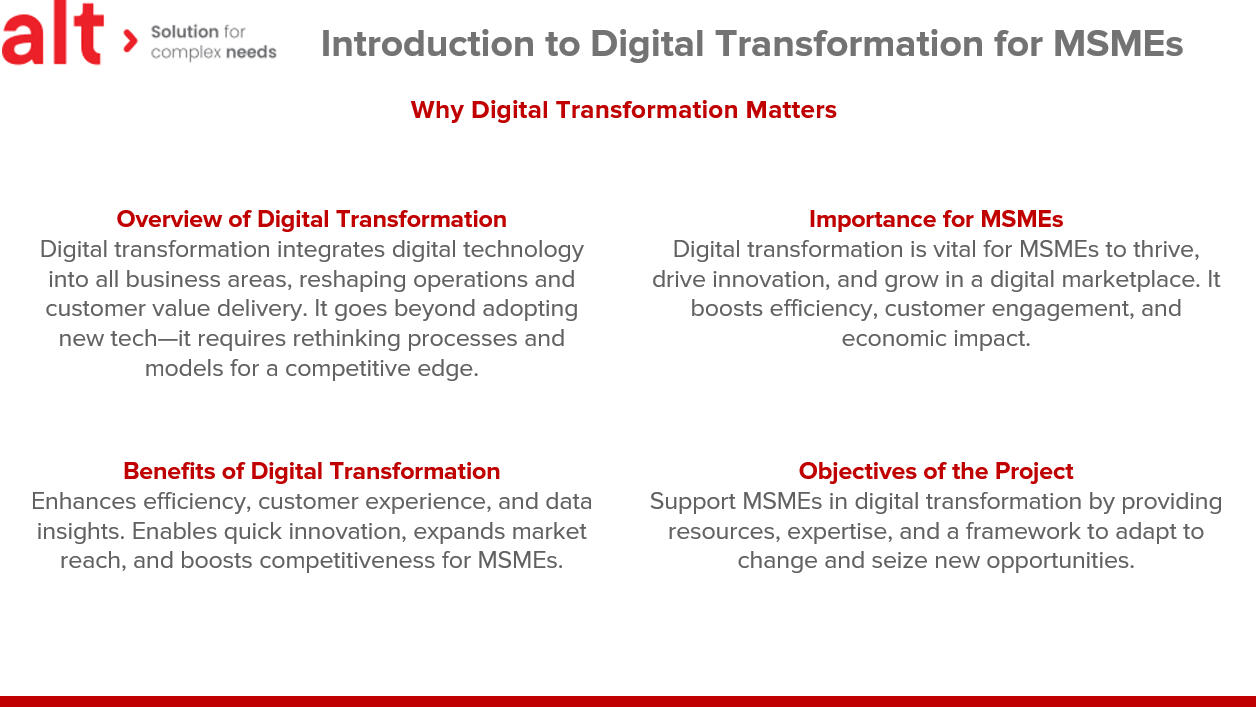 alt
Solution for
complex needs
Introduction to Digital Transformation for MSMEs
Why Digital Transformation Matters
Overview of Digital Transformation
Digital transformation integrates digital technology
into all business areas, reshaping operations and
customer value delivery. It goes beyond adopting
new tech—it requires rethinking processes and
models for a competitive edge.
Importance for MSMEs
Digital transformation is vital for MSMEs to thrive,
drive innovation, and grow in a digital marketplace. It
boosts efficiency, customer engagement, and
economic impact.
Benefits of Digital Transformation
Enhances efficiency, customer experience, and data
insights. Enables quick innovation, expands market
reach, and boosts competitiveness for MSMEs.
Objectives of the Project
Support MSMEs in digital transformation by providing
resources, expertise, and a framework to adapt to
change and seize new opportunities.